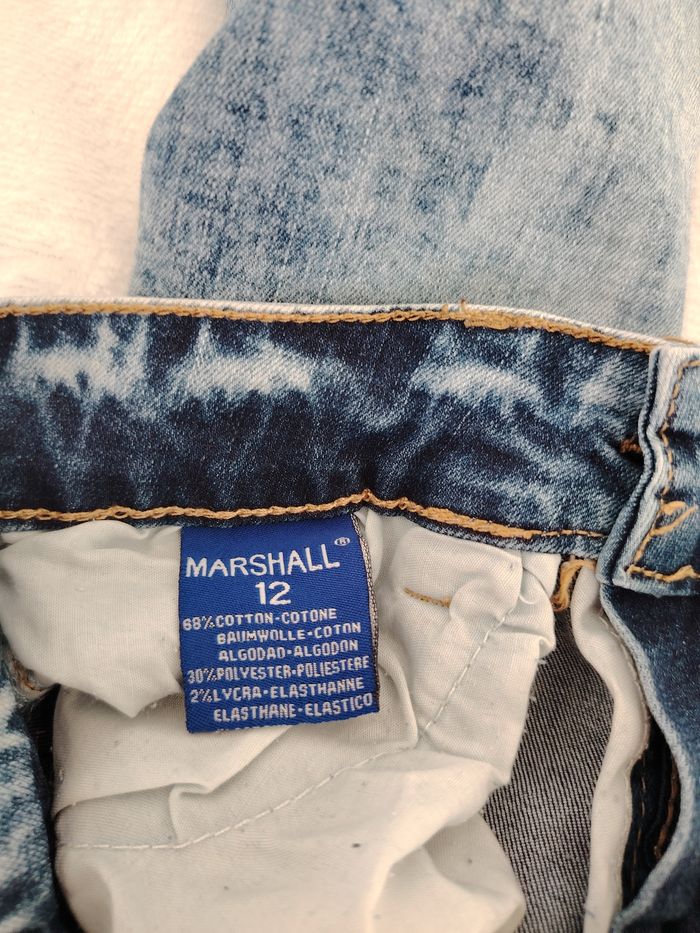 MARSHALL®
12
68%COTTON-COTONE
BAUMWOLLE-COTON
ALGODAO-ALGODON
30%POLYESTER-POLIESTERE
2%LYCRA-ELASTHANNE
ELASTHANE-ELASTICO